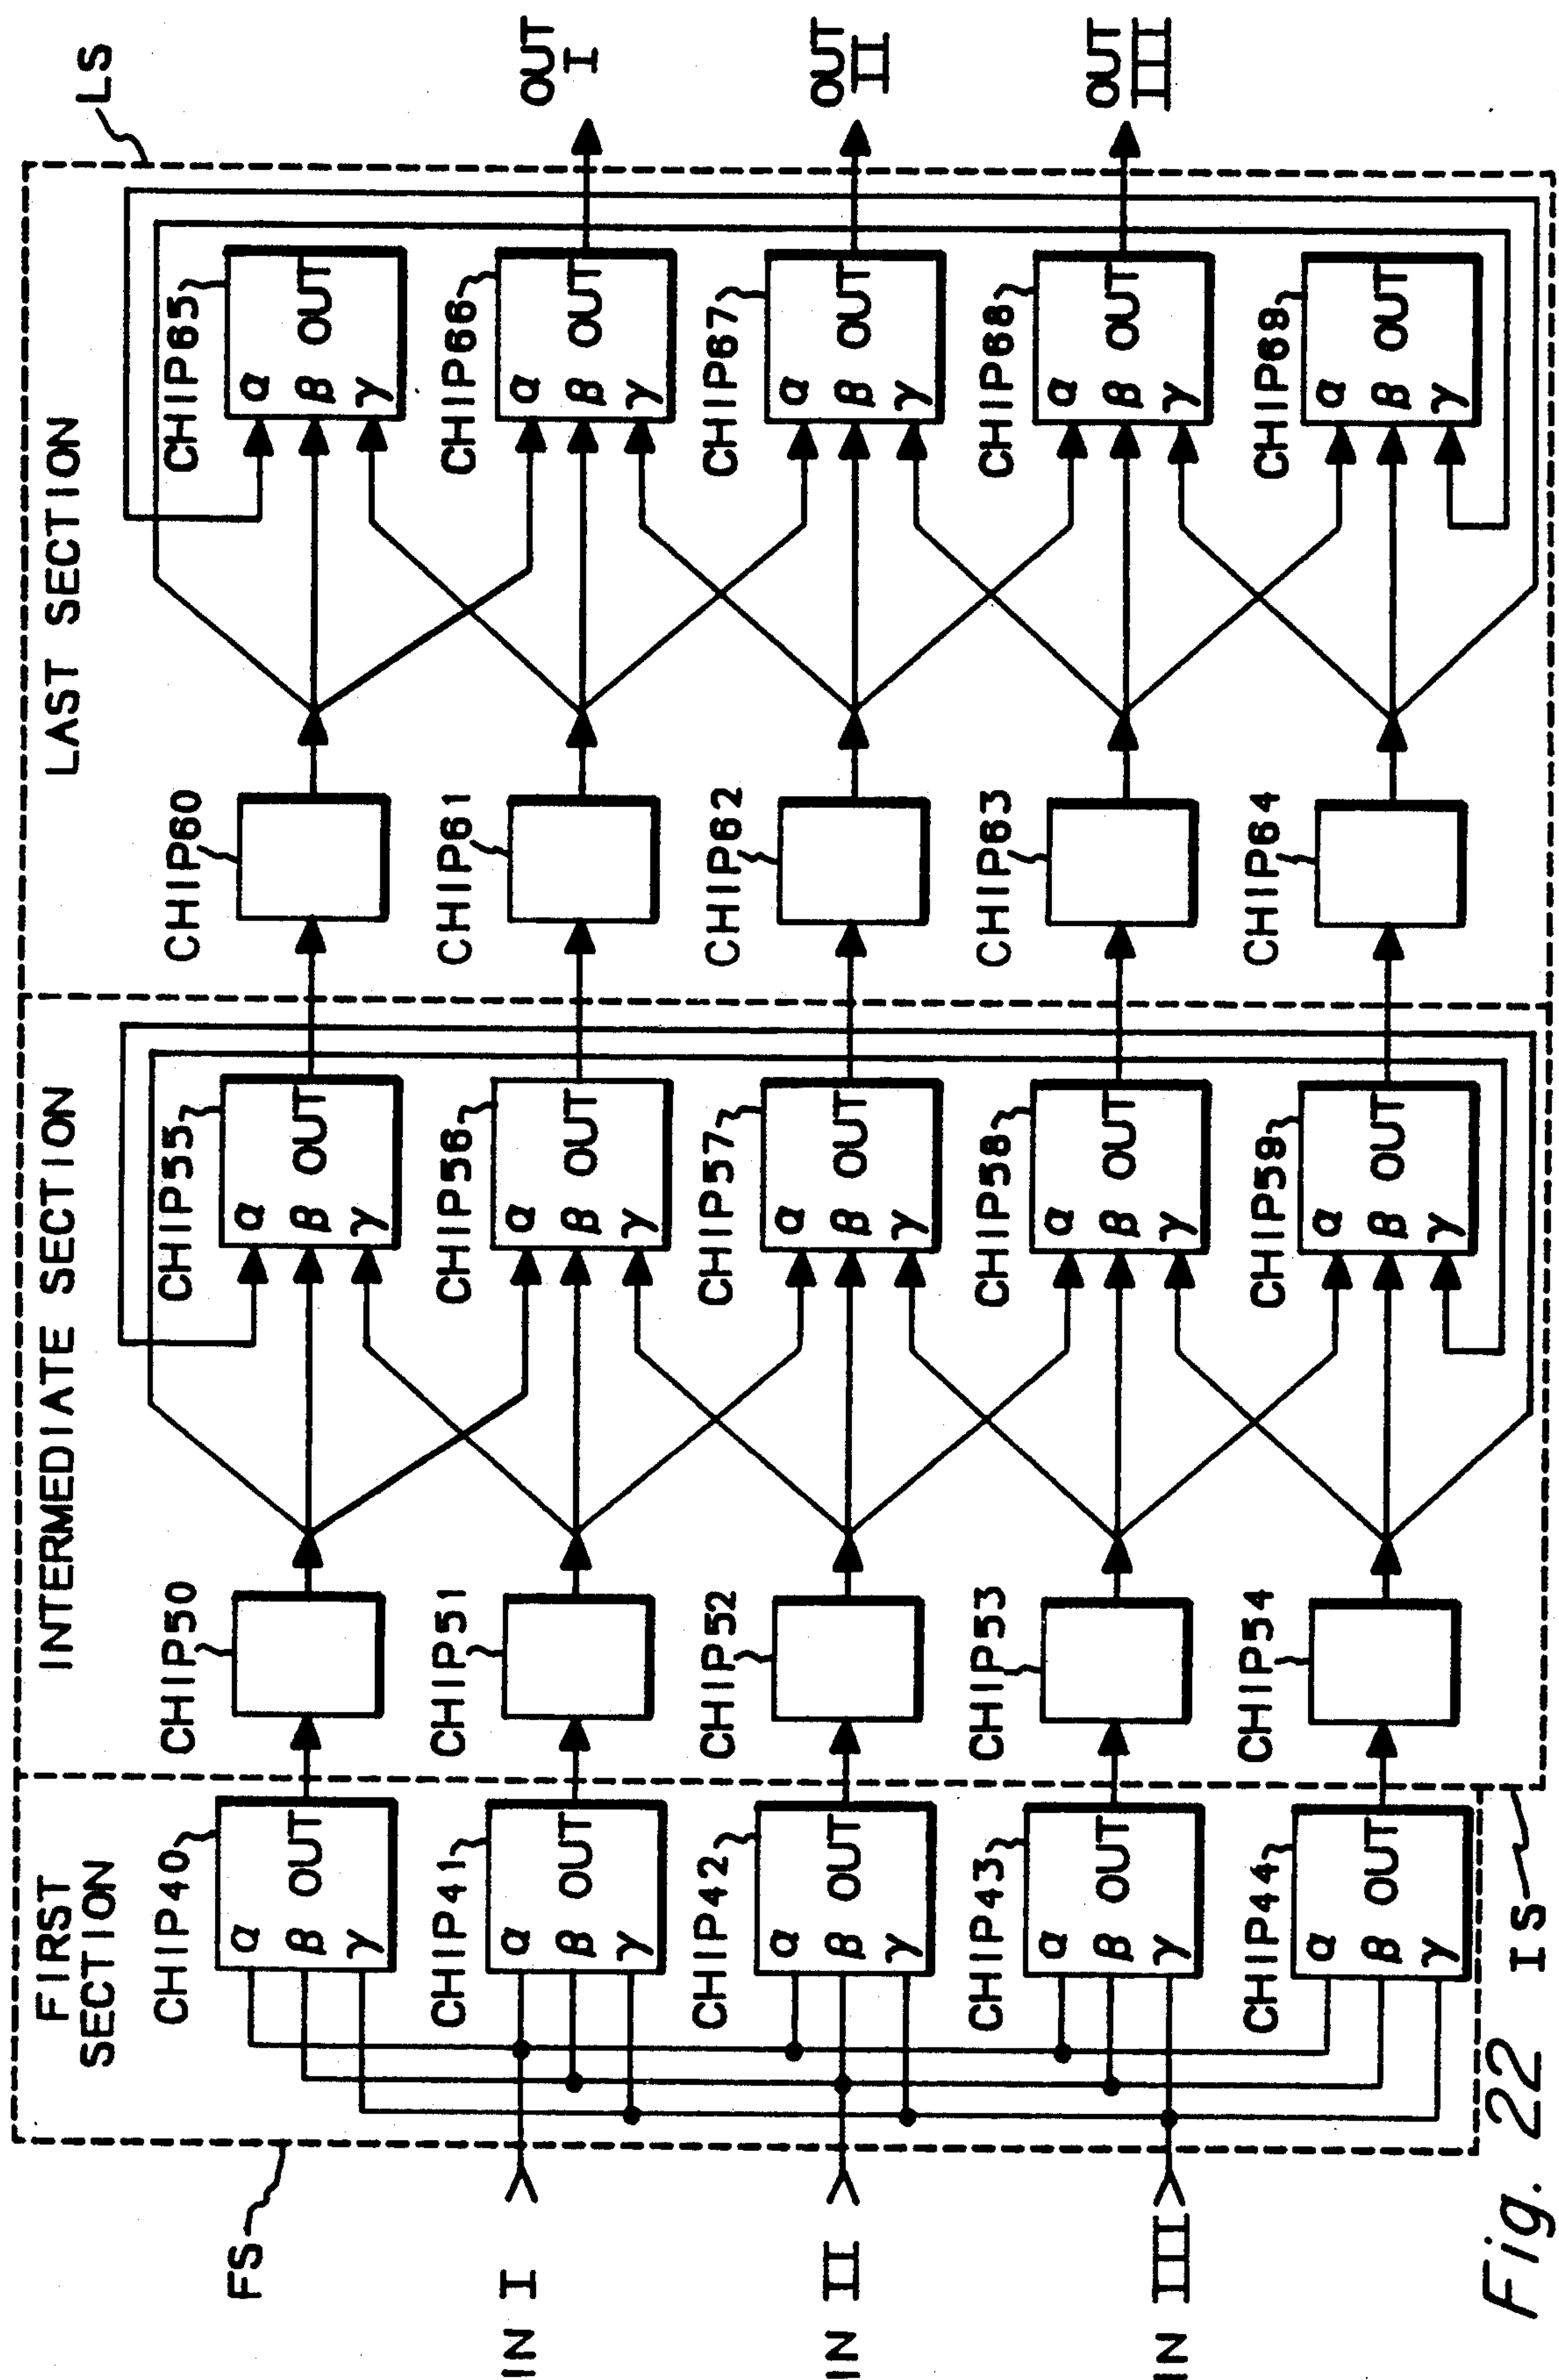 FS
IN I
IN II
IN III
FIRST
SECTION
CHIP40
α
β OUT
γ
CHIP41
α
β OUT
γ
CHIP42
α
β OUT
γ
CHIP43
α
β OUT
γ
CHIP44
α
β OUT
γ
INTERMEDIATE SECTION
CHIP50
CHIP51
CHIP52
CHIP53
CHIP54
CHIP55
α
β OUT
γ
CHIP56
α
β OUT
γ
CHIP57
α
β OUT
γ
CHIP58
α
β OUT
γ
CHIP59
α
β OUT
γ
IS
LAST SECTION
CHIP60
CHIP61
CHIP62
CHIP63
CHIP64
CHIP65
α
β OUT
γ
CHIP66
α
β OUT
γ
CHIP67
α
β OUT
γ
CHIP68
α
β OUT
γ
CHIP69
α
β OUT
γ
LS
OUT
I
OUT
II
OUT
III
Fig. 22